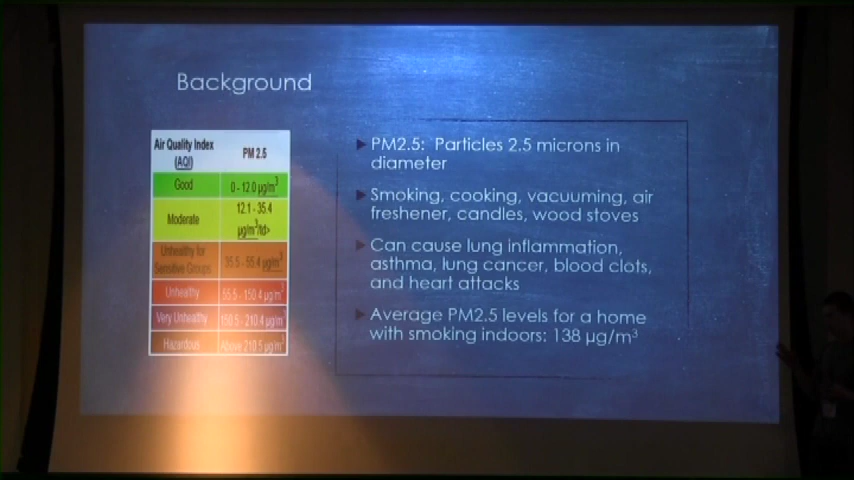 Background
Air Quality Index
(AQI)
PM 2.5
Good
0 - 12.0 µg/m³
Moderate
12.1 - 35.4
µg/m³/td>
Unhealthy for
Sensitive Groups
35.5 - 55.4 µg/m³
Unhealthy
55.5 - 150.4 µg/m³
Very Unhealthy
150.5 - 210.4 µg/m³
Hazardous
Above 210.5 µg/m³
PM2.5: Particles 2.5 microns in
diameter
Smoking, cooking, vacuuming, air
freshener, candles, wood stoves
Can cause lung inflammation,
asthma, lung cancer, blood clots,
and heart attacks
Average PM2.5 levels for a home
with smoking indoors: 138 µg/m³